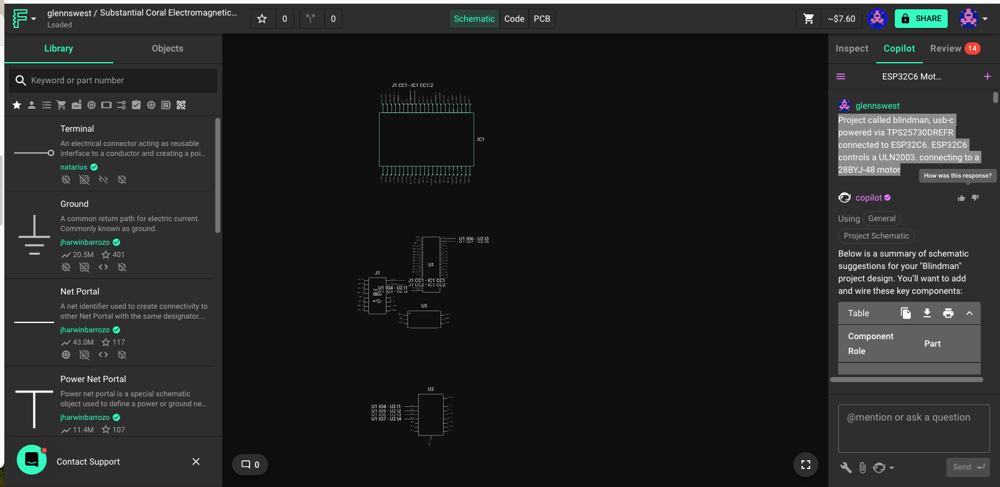 glennswest / Substantial Coral Electromagnetic...
Loaded
0
0
Schematic
Code
PCB
~$7.60
SHARE
Library
Objects
Keyword or part number
Terminal
An electrical connector acting as reusable
interface to a conductor and creating a poi...
natarius
Ground
A common return path for electric current.
Commonly known as ground.
jharwinbarrozo
20.5M
401
Net Portal
A net identifier used to create connectivity to
other Net Portal with the same designator....
jharwinbarrozo
43.0M
117
Power Net Portal
Power net portal is a special schematic
object used to define a power or ground ne...
jharwinbarrozo
11.4M
107
Contact Support
IC1
U1 IO6 - U2 I3
U1
J1
J1 CC1 - IC1 CC1
J1 CC2 - IC1 CC2
U1 IO4 - U2 I1
U3
U2
U1 IO4 - U2 I1
U1 IO5 - U2 I2
U1 IO6 - U2 I3
U1 IO7 - U2 I4
0
Inspect
Copilot
Review
14
ESP32C6 Mot...
glennswest
Project called blindman, usb-c
powered via TPS25730DREFR
connected to ESP32C6. ESP32C6
controls a ULN2003. connecting to a
28BYJ-48 motor
How was this response?
copilot
Using
General
Project Schematic
Below is a summary of schematic
suggestions for your "Blindman"
project design. You’ll want to add
and wire these key components:
Table
Component
Role
Part
@mention or ask a question
Send